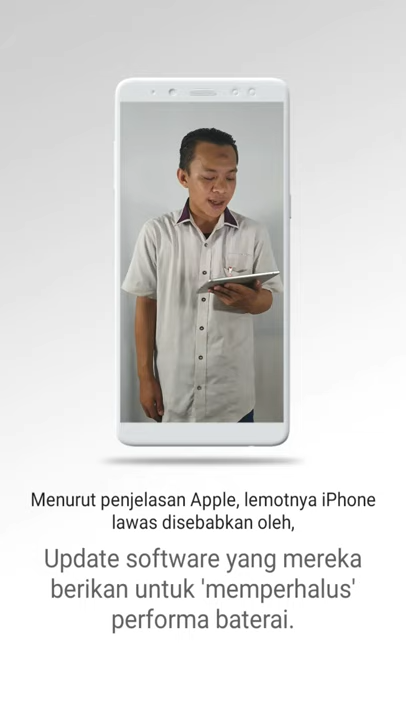 Menurut penjelasan Apple, lemotnya iPhone
lawas disebabkan oleh,
Update software yang mereka
berikan untuk 'memperhalus'
performa baterai.